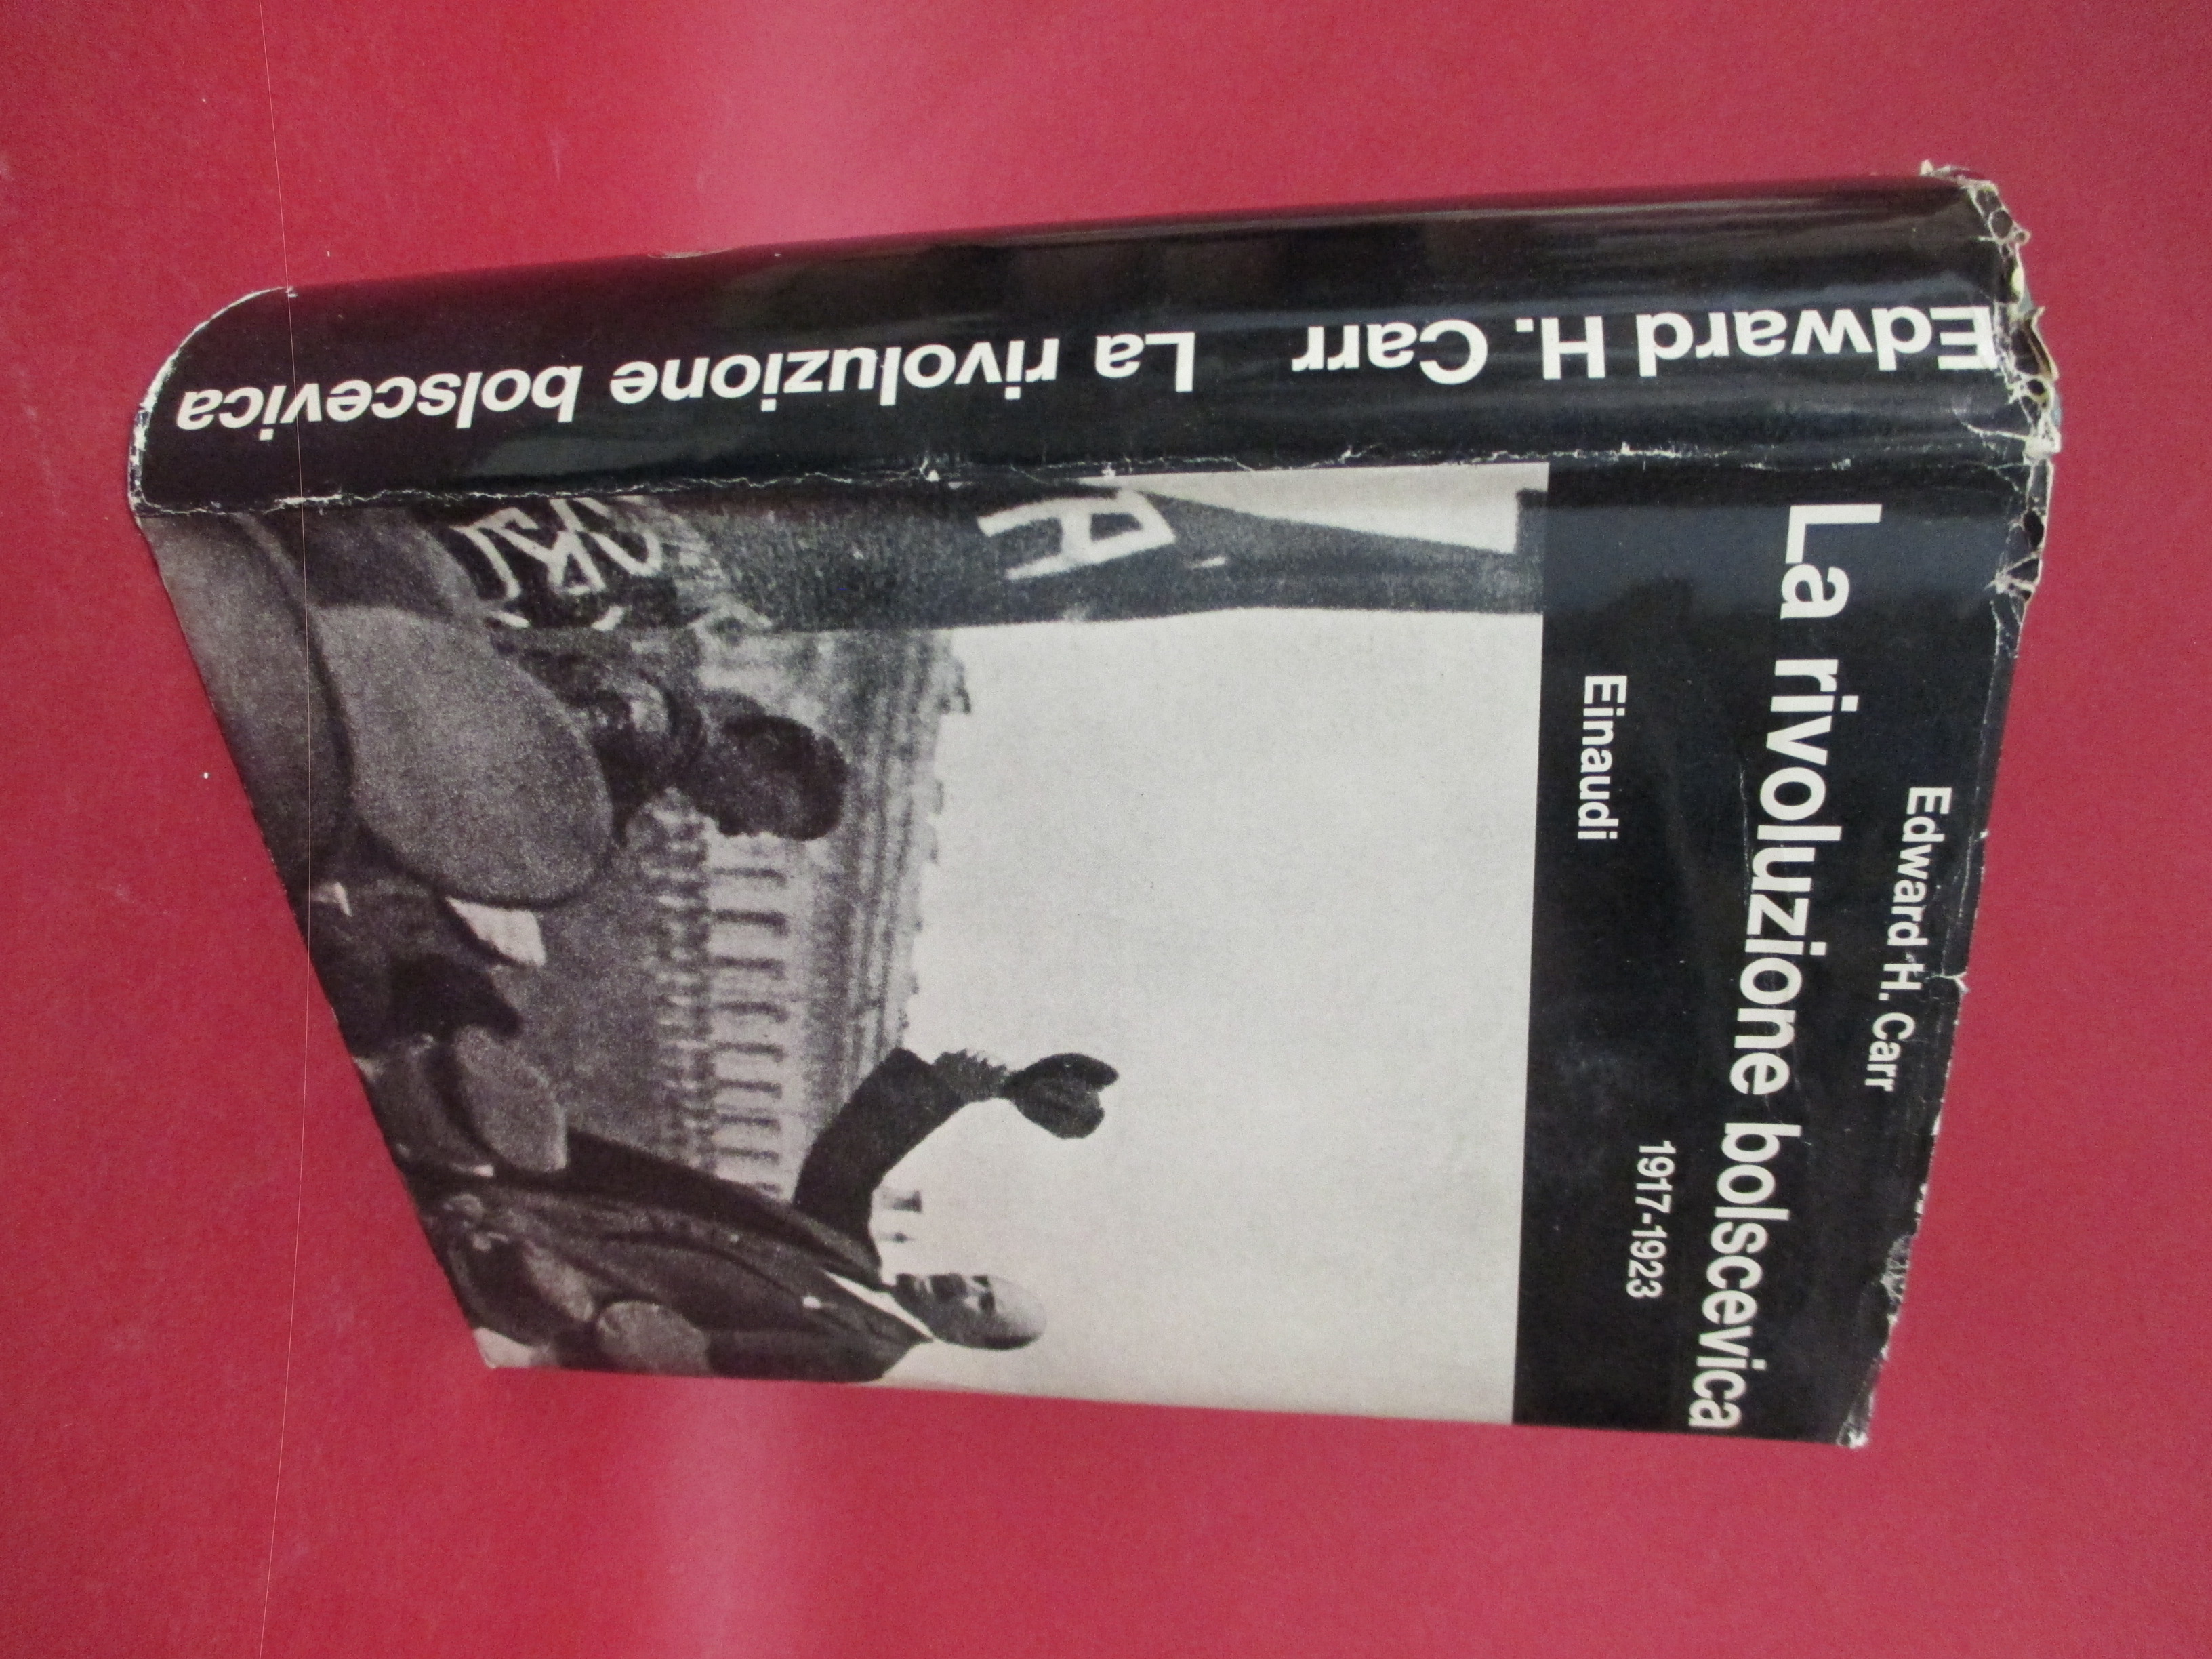 Edward H. Carr La rivoluzione bolscevica
Edward H. Carr
La rivoluzione bolscevica
1917-1923
Einaudi